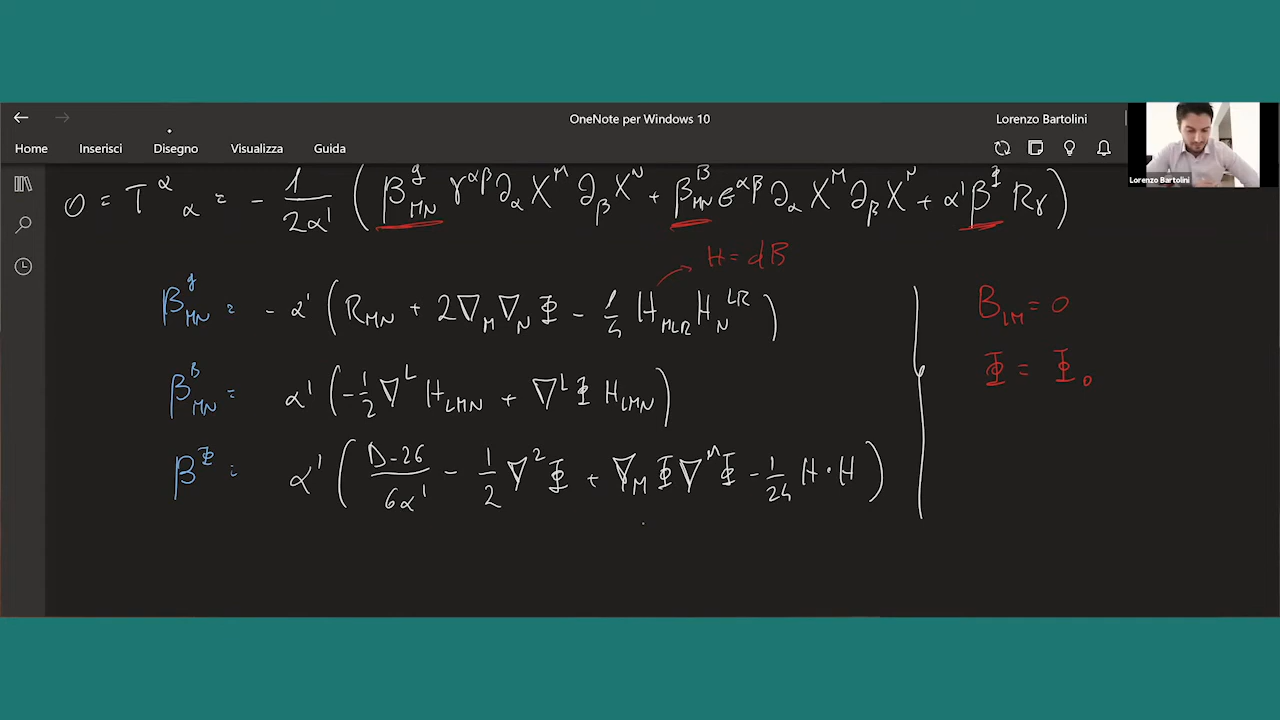 OneNote per Windows 10
Lorenzo Bartolini
Home Inserisci Disegno Visualizza Guida
Lorenzo Bartolini
0 = T^α_α = - 1/2α' ( β^g_MN γ^αβ ∂_α X^M ∂_β X^N + β^B_MN ε^αβ ∂_α X^M ∂_β X^N + α' β^Φ R_γ )
H = dB
β^g_MN = - α' ( R_MN + 2 ∇_M ∇_N Φ - 1/4 H_MLR H_N^LR )
B_LM = 0
Φ = Φ_0
β^B_MN = α' ( - 1/2 ∇^L H_LMN + ∇^L Φ H_LMN )
β^Φ = α' ( D-26/6α' - 1/2 ∇^2 Φ + ∇_M Φ ∇^M Φ - 1/24 H · H )